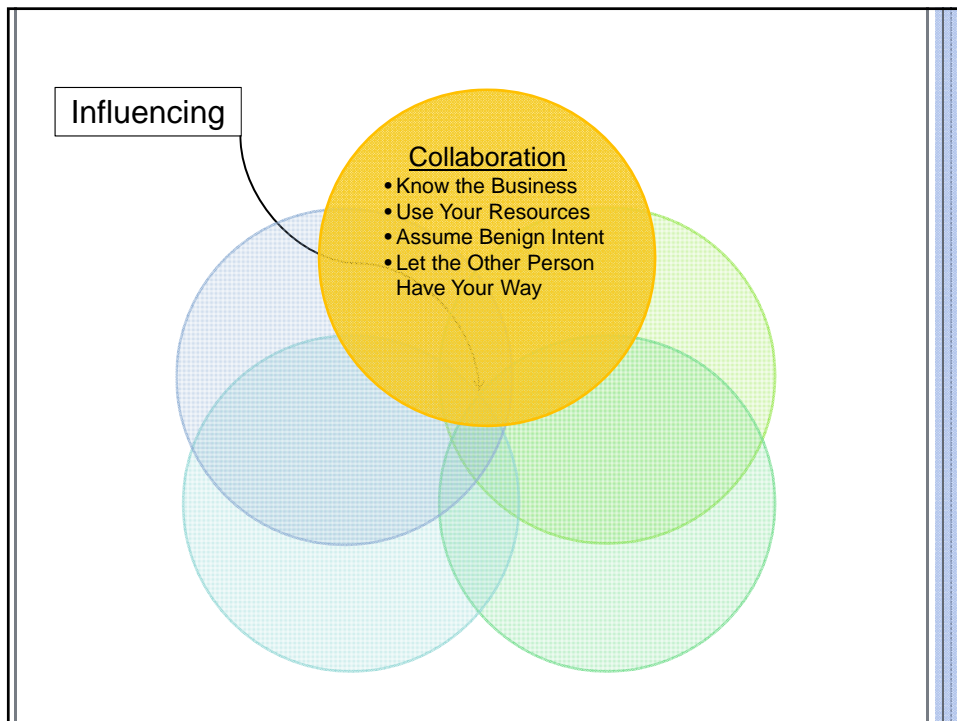 Influencing
Collaboration
• Know the Business
• Use Your Resources
• Assume Benign Intent
• Let the Other Person
Have Your Way